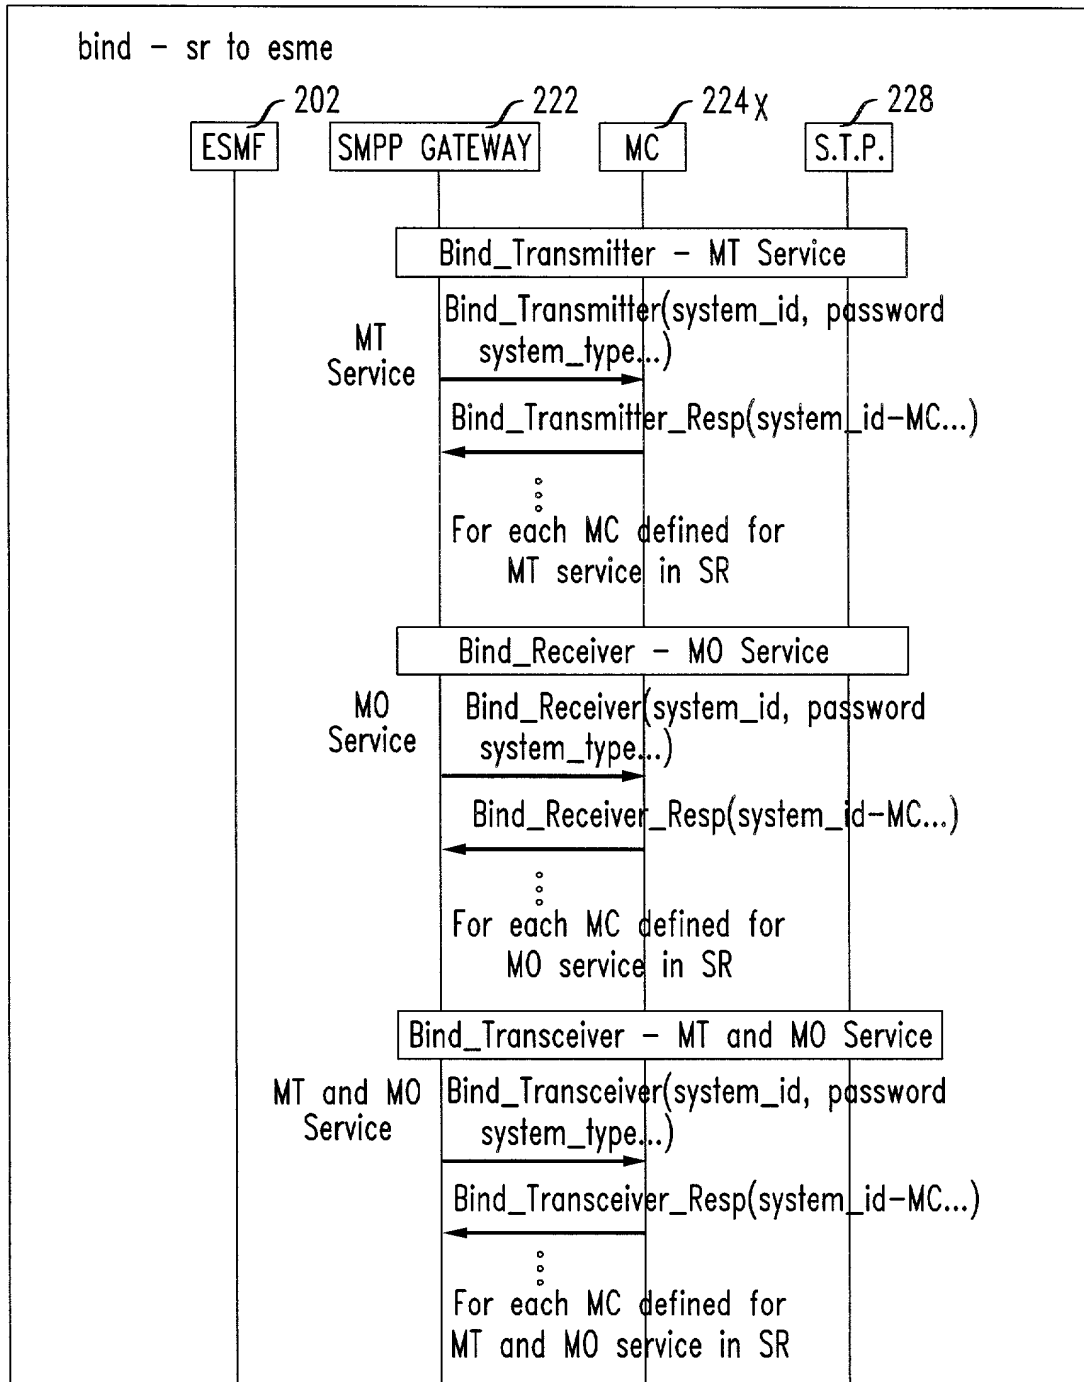 bind - sr to esme
202
222
224x
228
ESMF
SMPP GATEWAY
MC
S.T.P.
Bind_Transmitter - MT Service
MT
Service
Bind_Transmitter(system_id, password
system_type...)
Bind_Transmitter_Resp(system_id-MC...)
For each MC defined for
MT service in SR
Bind_Receiver - MO Service
MO
Service
Bind_Receiver(system_id, password
system_type...)
Bind_Receiver_Resp(system_id-MC...)
For each MC defined for
MO service in SR
Bind_Transceiver - MT and MO Service
MT and MO
Service
Bind_Transceiver(system_id, password
system_type...)
Bind_Transceiver_Resp(system_id-MC...)
For each MC defined for
MT and MO service in SR